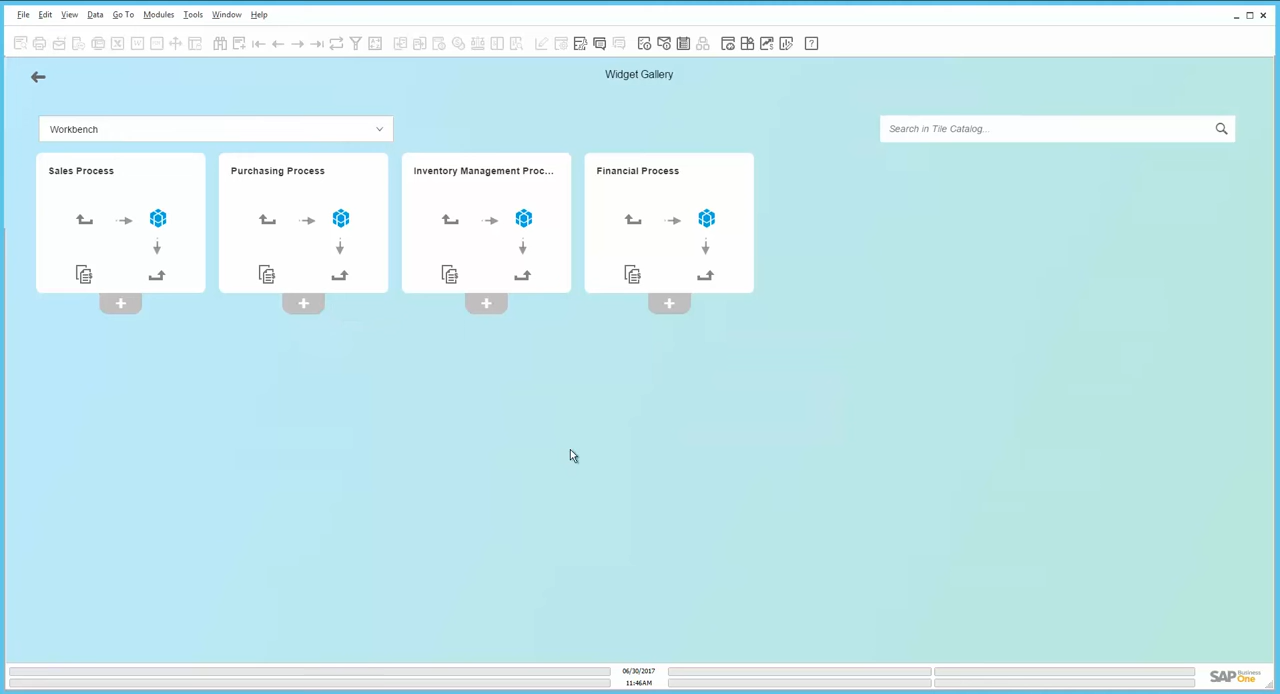 File Edit View Data Go To Modules Tools Window Help
Widget Gallery
Workbench
Search in Tile Catalog...
Sales Process Purchasing Process Inventory Management Proc... Financial Process
06/30/2017
11:46AM
SAP Business One